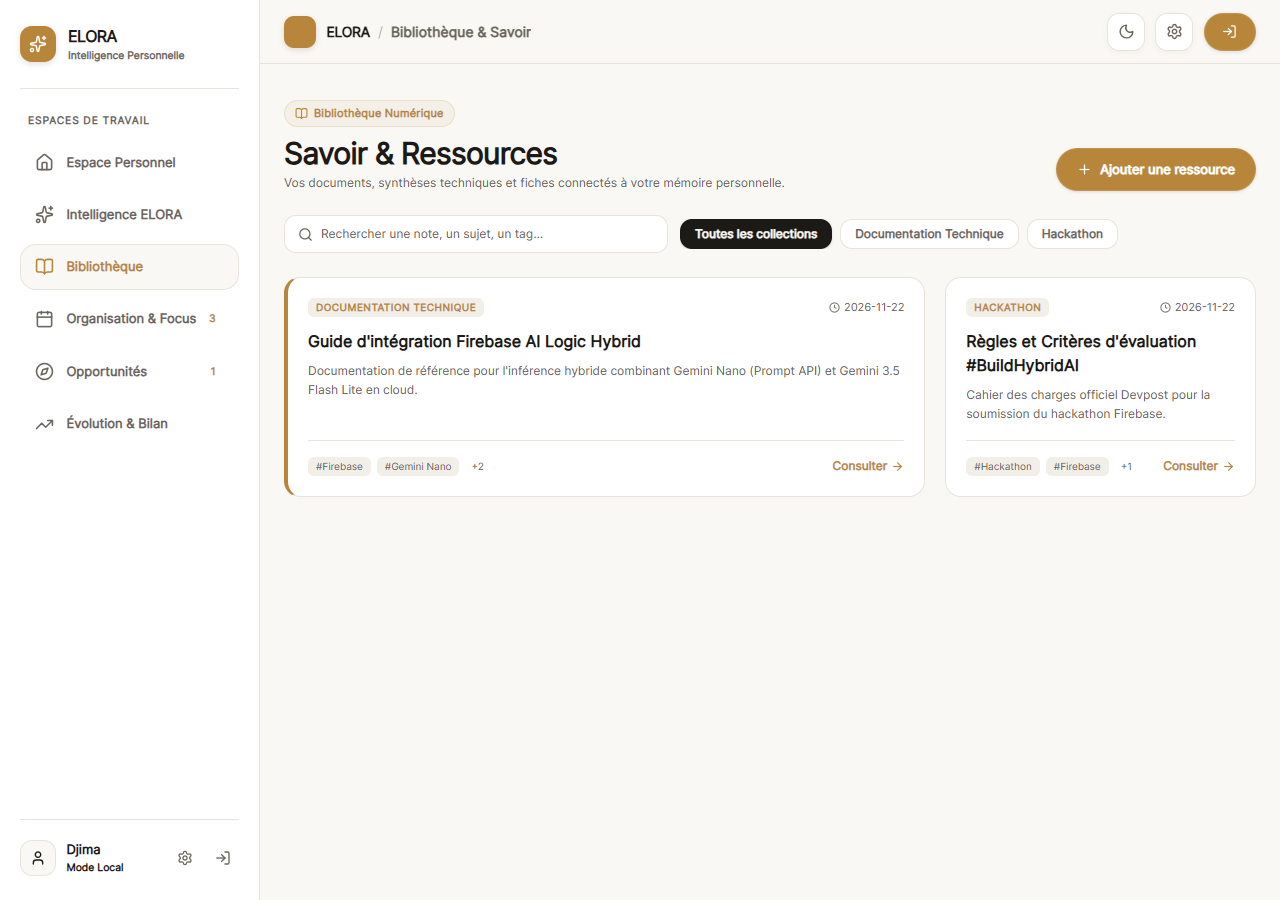 ELORA
Intelligence Personnelle
ESPACES DE TRAVAIL
Espace Personnel
Intelligence ELORA
Bibliothèque
Organisation & Focus 3
Opportunités 1
Évolution & Bilan
Djima
Mode Local
ELORA / Bibliothèque & Savoir
Bibliothèque Numérique
Savoir & Ressources
Vos documents, synthèses techniques et fiches connectés à votre mémoire personnelle.
Ajouter une ressource
Rechercher une note, un sujet, un tag...
Toutes les collections
Documentation Technique
Hackathon
DOCUMENTATION TECHNIQUE 2026-11-22
Guide d'intégration Firebase AI Logic Hybrid
Documentation de référence pour l'inférence hybride combinant Gemini Nano (Prompt API) et Gemini 3.5
Flash Lite en cloud.
#Firebase #Gemini Nano +2 Consulter →
HACKATHON 2026-11-22
Règles et Critères d'évaluation
#BuildHybridAI
Cahier des charges officiel Devpost pour la
soumission du hackathon Firebase.
#Hackathon #Firebase +1 Consulter →